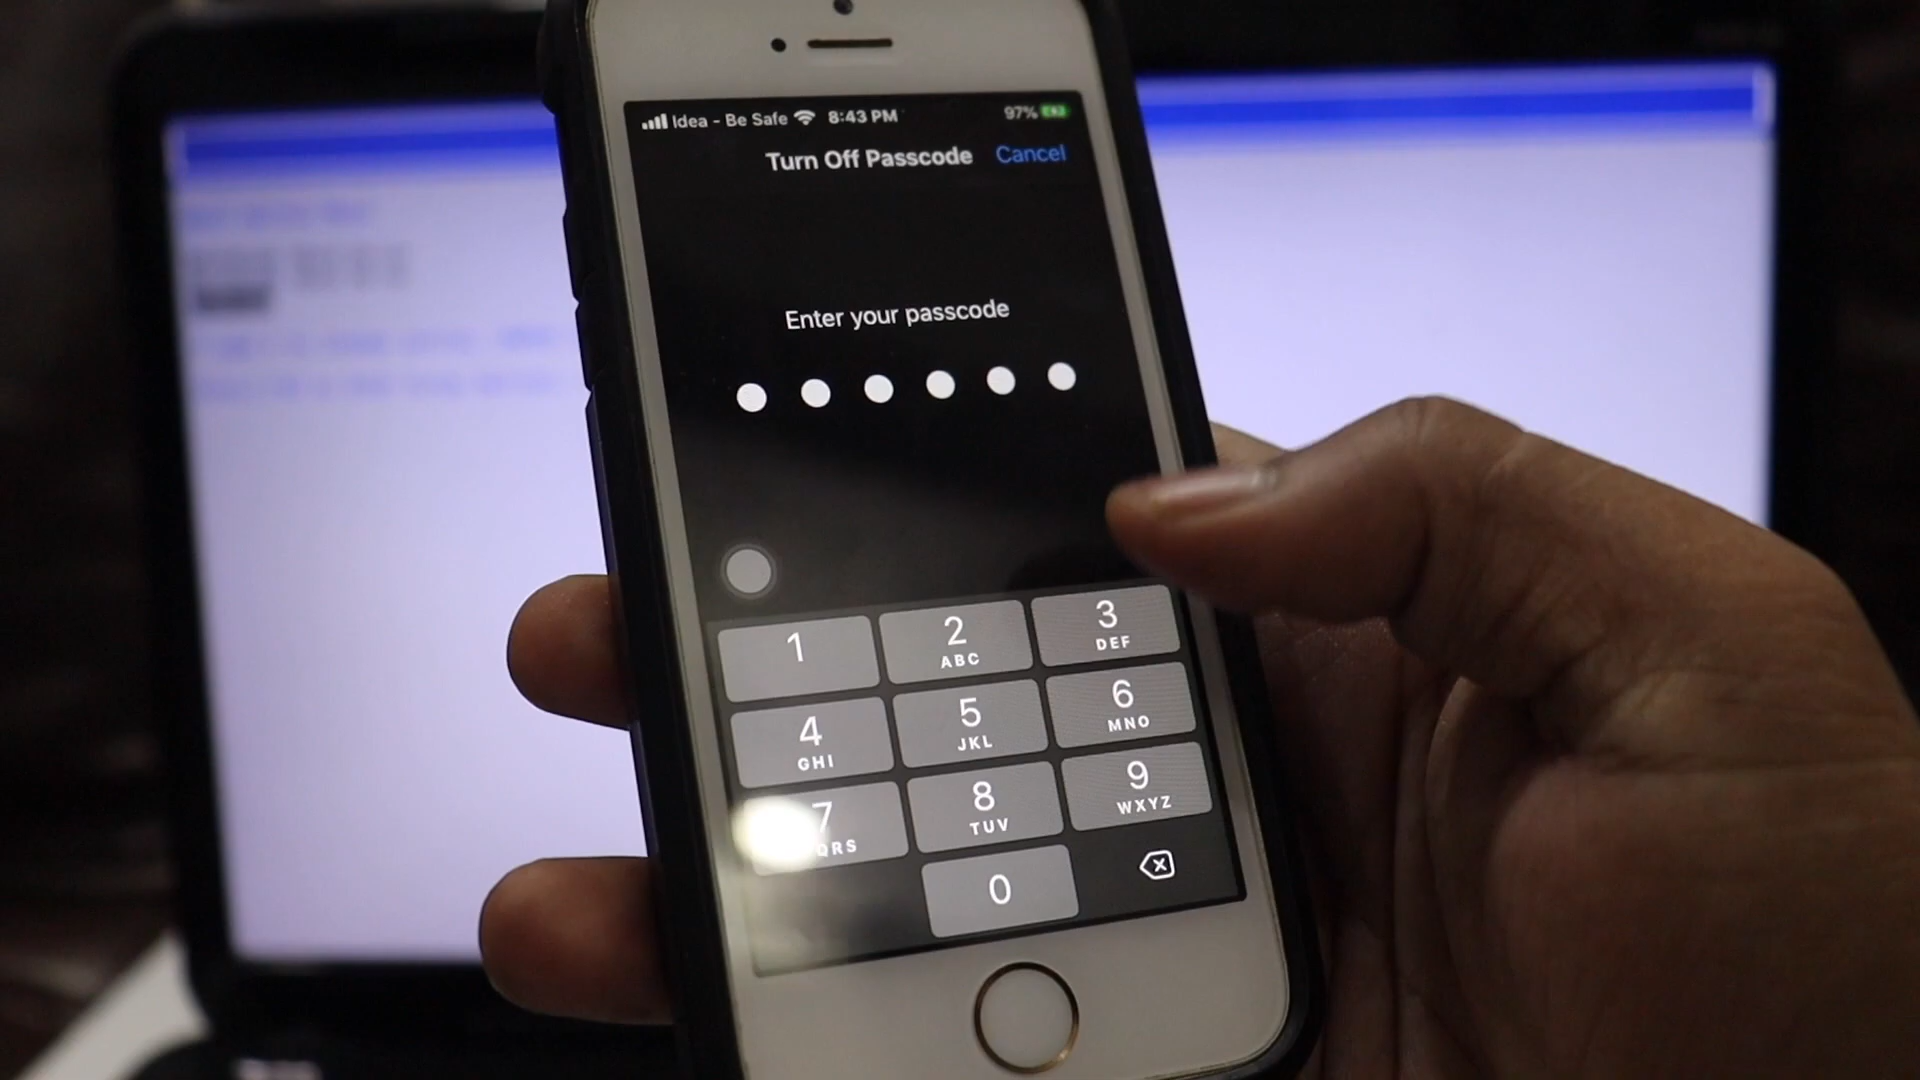 Idea - Be Safe 8:43 PM 97%
Turn Off Passcode Cancel
Enter your passcode
1 2 3
ABC DEF
4 5 6
GHI JKL MNO
7 8 9
QRS TUV WXYZ
0